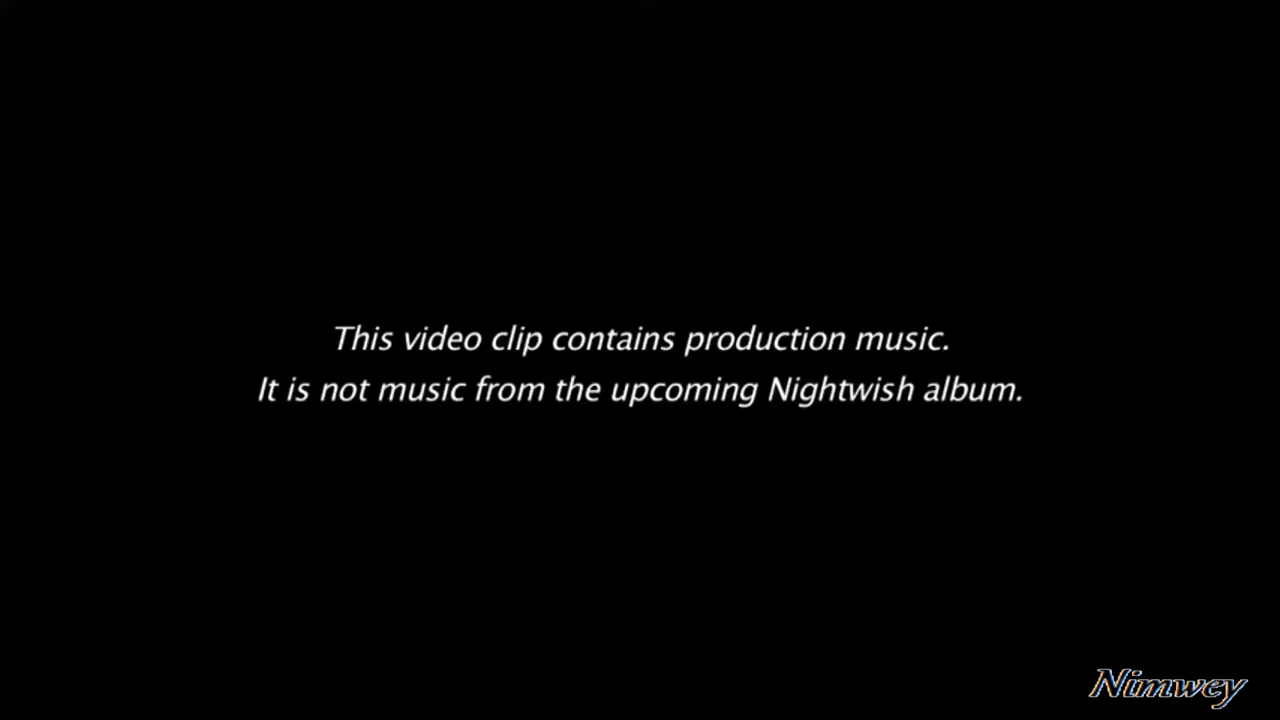 This video clip contains production music.
It is not music from the upcoming Nightwish album.
Nimwey